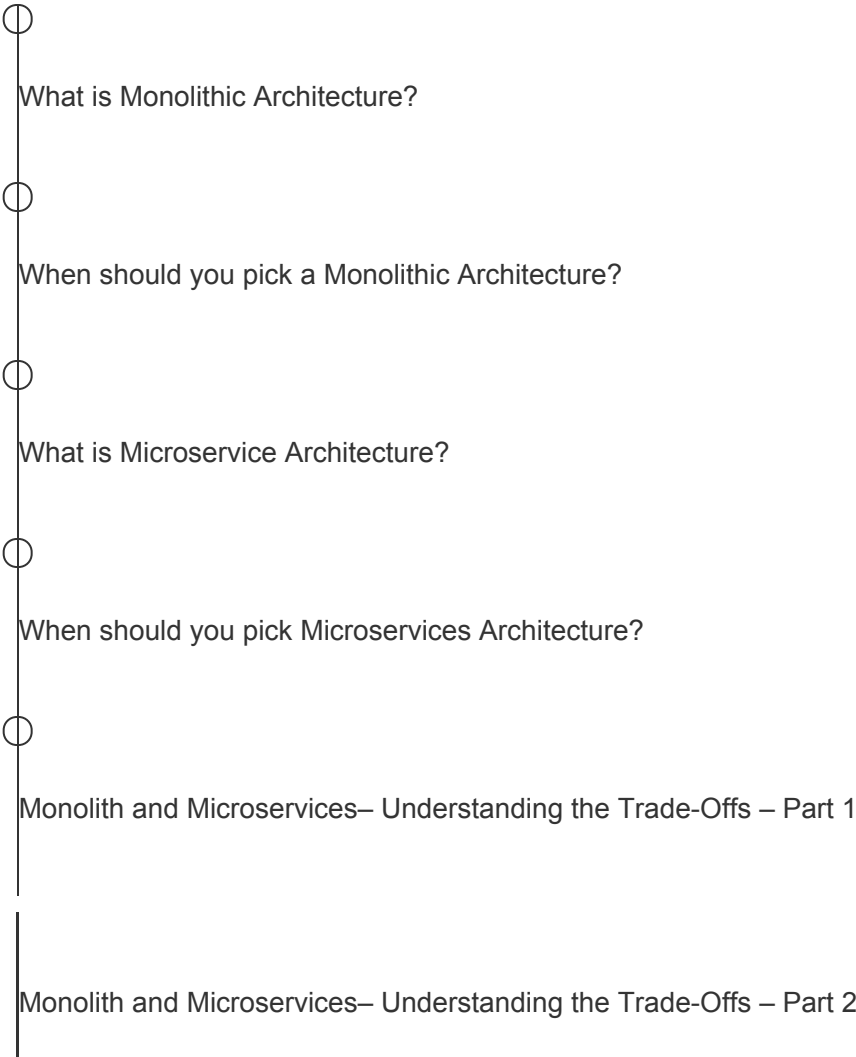 What is Monolithic Architecture?
When should you pick a Monolithic Architecture?
What is Microservice Architecture?
When should you pick Microservices Architecture?
Monolith and Microservices– Understanding the Trade-Offs – Part 1
Monolith and Microservices– Understanding the Trade-Offs – Part 2